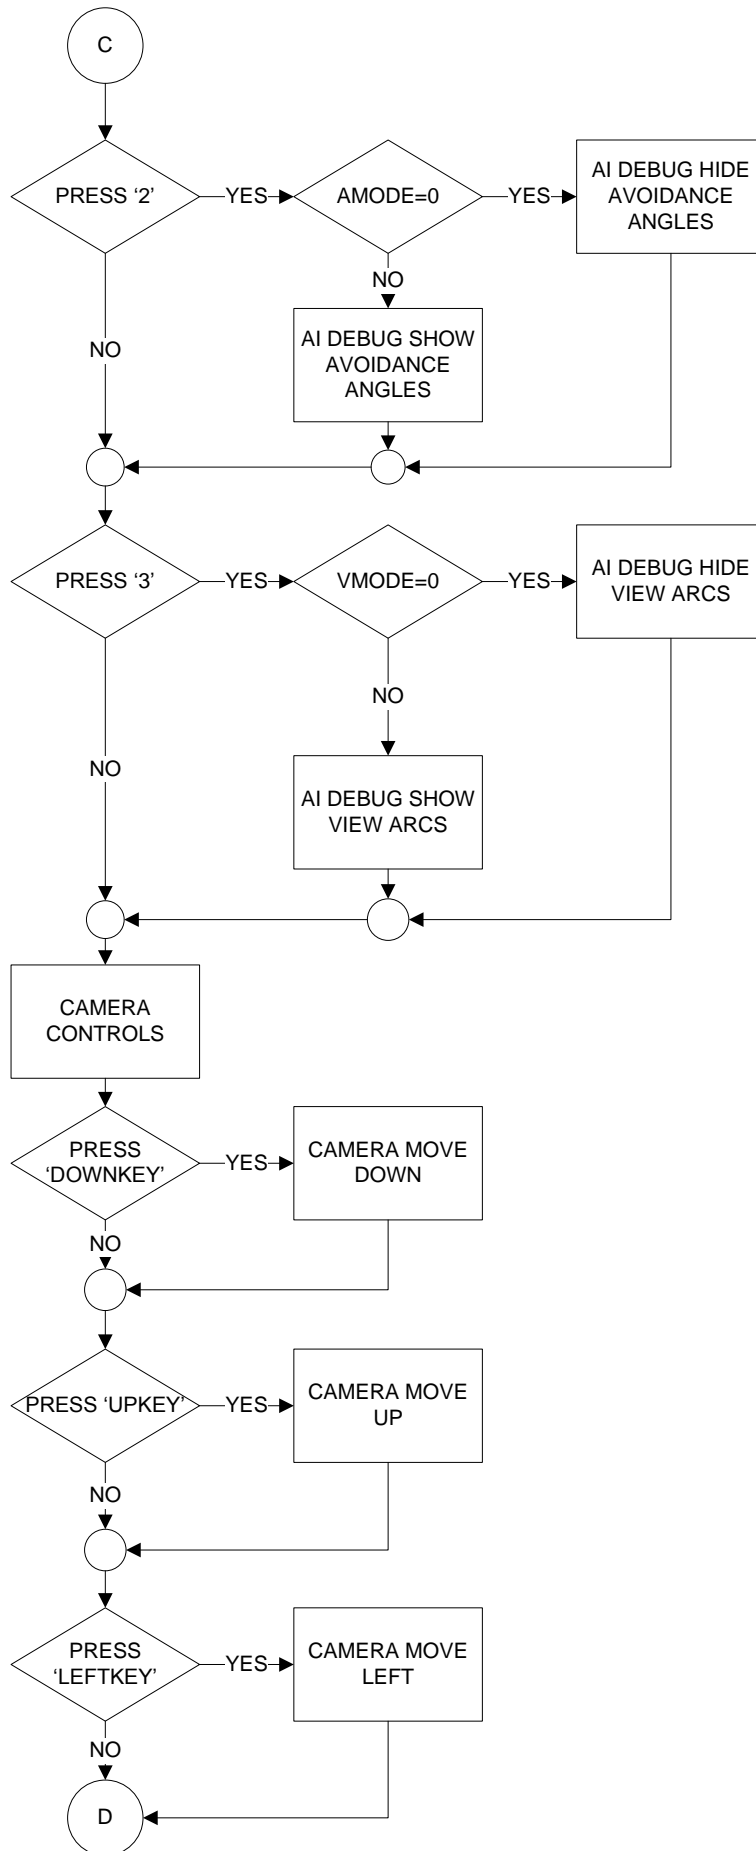 C
PRESS ‘2’
YES
AMODE=0
YES
AI DEBUG HIDE
AVOIDANCE
ANGLES
NO
AI DEBUG SHOW
AVOIDANCE
ANGLES
NO
PRESS ‘3’
YES
VMODE=0
YES
AI DEBUG HIDE
VIEW ARCS
NO
AI DEBUG SHOW
VIEW ARCS
NO
CAMERA
CONTROLS
PRESS
‘DOWNKEY’
YES
CAMERA MOVE
DOWN
NO
PRESS ‘UPKEY’
YES
CAMERA MOVE
UP
NO
PRESS
‘LEFTKEY’
YES
CAMERA MOVE
LEFT
NO
D